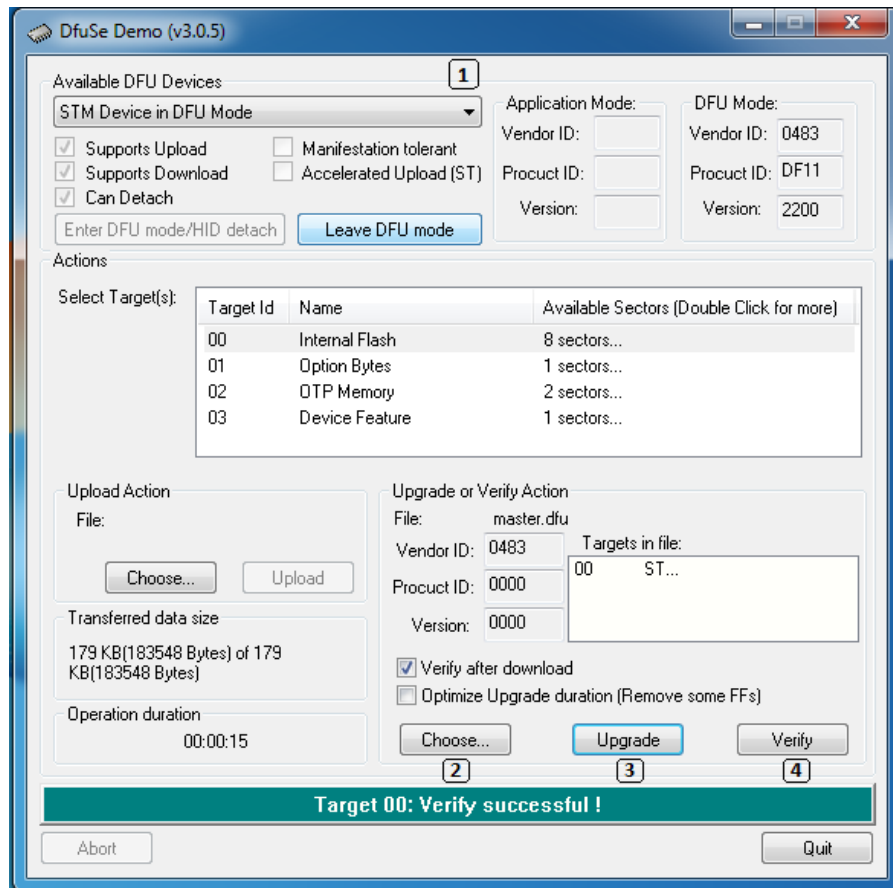 DfuSe Demo (v3.0.5)
1
Available DFU Devices
STM Device in DFU Mode
Supports Upload
Manifestation tolerant
Supports Download
Accelerated Upload (ST)
Can Detach
Enter DFU mode/HID detach
Leave DFU mode
Application Mode:
Vendor ID:
Procuct ID:
Version:
DFU Mode:
Vendor ID: 0483
Procuct ID: DF11
Version: 2200
Actions
Select Target(s):
Target Id Name Available Sectors (Double Click for more)
00 Internal Flash 8 sectors...
01 Option Bytes 1 sectors...
02 OTP Memory 2 sectors...
03 Device Feature 1 sectors...
Upload Action
File:
Choose... Upload
Transferred data size
179 KB(183548 Bytes) of 179
KB(183548 Bytes)
Operation duration
00:00:15
Upgrade or Verify Action
File: master.dfu
Vendor ID: 0483
Procuct ID: 0000
Version: 0000
Targets in file:
00 ST...
Verify after download
Optimize Upgrade duration (Remove some FFs)
Choose... Upgrade Verify
2 3 4
Target 00: Verify successful !
Abort Quit